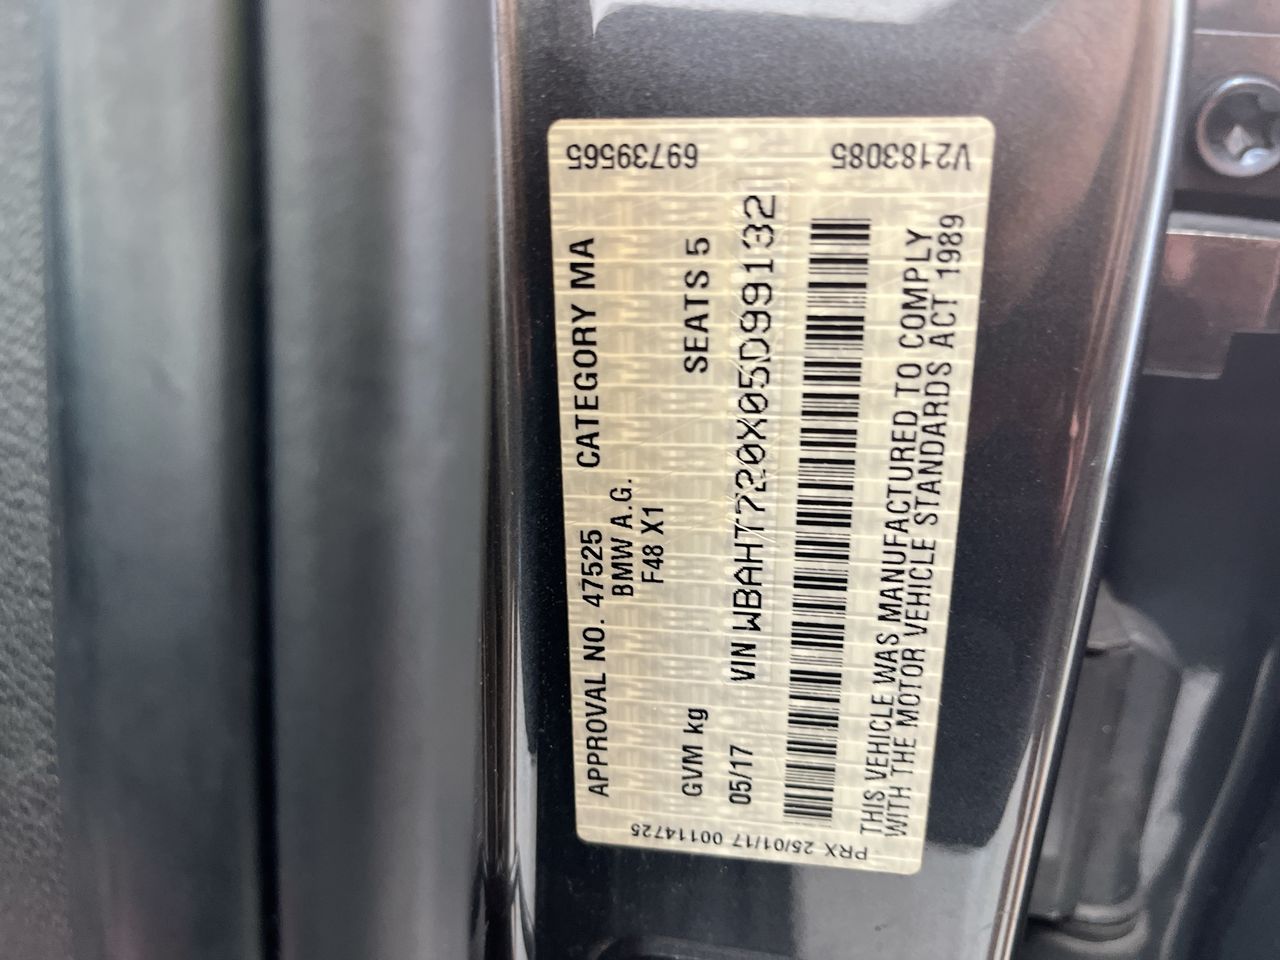 APPROVAL NO. 47525 CATEGORY MA
BMW A.G.
F48 X1
GVM kg SEATS 5
05/17 VIN WBAHT720X05D99132
THIS VEHICLE WAS MANUFACTURED TO COMPLY
WITH THE MOTOR VEHICLE STANDARDS ACT 1989
69739565 V2183085
PRX 25/01/17 00114725